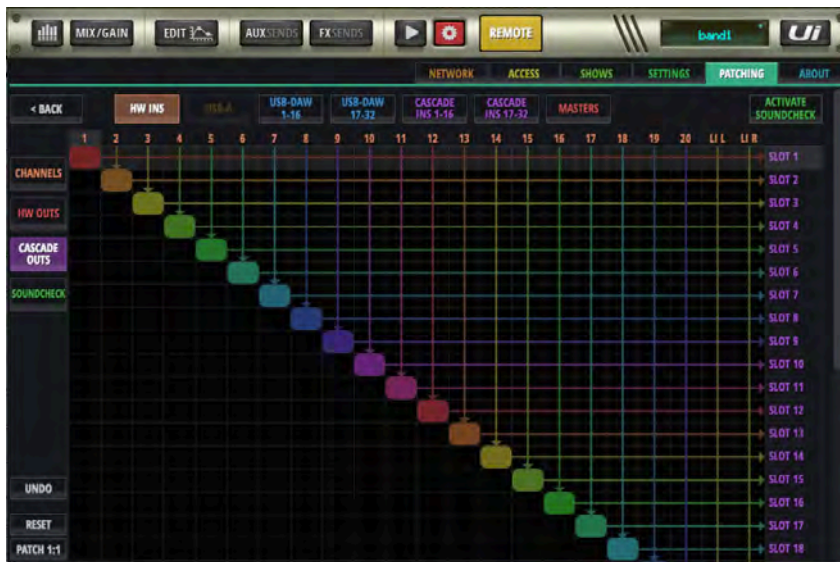 MIX/GAIN EDIT AUX SENDS FX SENDS REMOTE band1 Ui
NETWORK ACCESS SHOWS SETTINGS PATCHING ABOUT
< BACK HW INS USB-A USB-DAW 1-16 USB-DAW 17-32 CASCADE INS 1-16 CASCADE INS 17-32 MASTERS ACTIVATE SOUNDCHECK
1 2 3 4 5 6 7 8 9 10 11 12 13 14 15 16 17 18 19 20 LI L LI R
SLOT 1
CHANNELS
SLOT 2
SLOT 3
HW OUTS
SLOT 4
CASCADE
OUTS
SLOT 5
SLOT 6
SOUNDCHECK
SLOT 7
SLOT 8
SLOT 9
SLOT 10
SLOT 11
SLOT 12
SLOT 13
SLOT 14
SLOT 15
UNDO
SLOT 16
RESET
SLOT 17
PATCH 1:1
SLOT 18